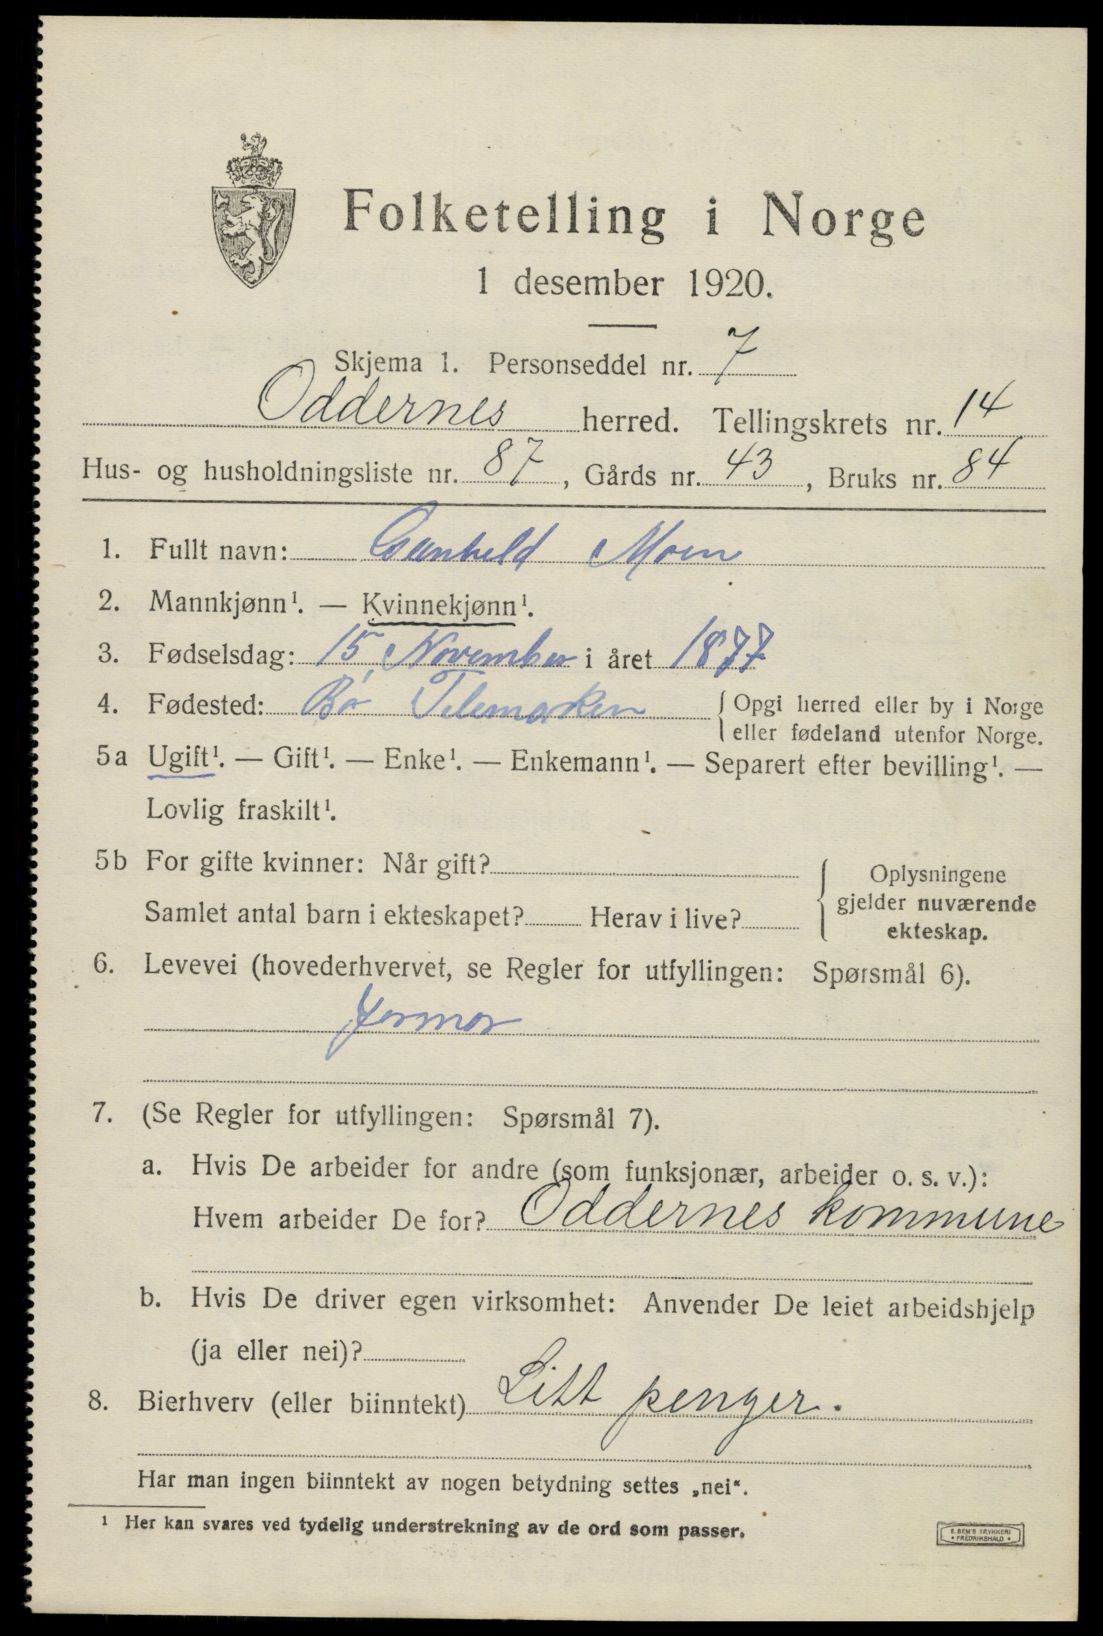 Folketelling i Norge
1 desember 1920.
Skjema 1. Personseddel nr. 7
Oddernes herred. Tellingskrets nr. 14
Hus- og husholdningsliste nr. 87, Gårds nr. 43, Bruks nr. 84
1. Fullt navn: Gunheld Moen
2. Mannkjønn¹. — Kvinnekjønn¹.
3. Fødselsdag: 15 November i året 1877
4. Fødested: Bø Telemarken { Opgi herred eller by i Norge
eller fødeland utenfor Norge.
5a Ugift¹. — Gift¹. — Enke¹. — Enkemann¹. — Separert efter bevilling¹. —
Lovlig fraskilt¹.
5b For gifte kvinner: Når gift?
Samlet antal barn i ekteskapet? Herav i live?
{ Oplysningene
gjelder nuværende
ekteskap.
6. Levevei (hovederhvervet, se Regler for utfyllingen: Spørsmål 6).
Jormor
7. (Se Regler for utfyllingen: Spørsmål 7).
a. Hvis De arbeider for andre (som funksjonær, arbeider o. s. v.):
Hvem arbeider De for? Oddernes kommune
b. Hvis De driver egen virksomhet: Anvender De leiet arbeidshjelp
(ja eller nei)?
8. Bierhverv (eller biinntekt) Litt penger.
Har man ingen biinntekt av nogen betydning settes „nei“.
¹ Her kan svares ved tydelig understrekning av de ord som passer.
E. SEM'S TRYKKERI
• FREDRIKSHALD •